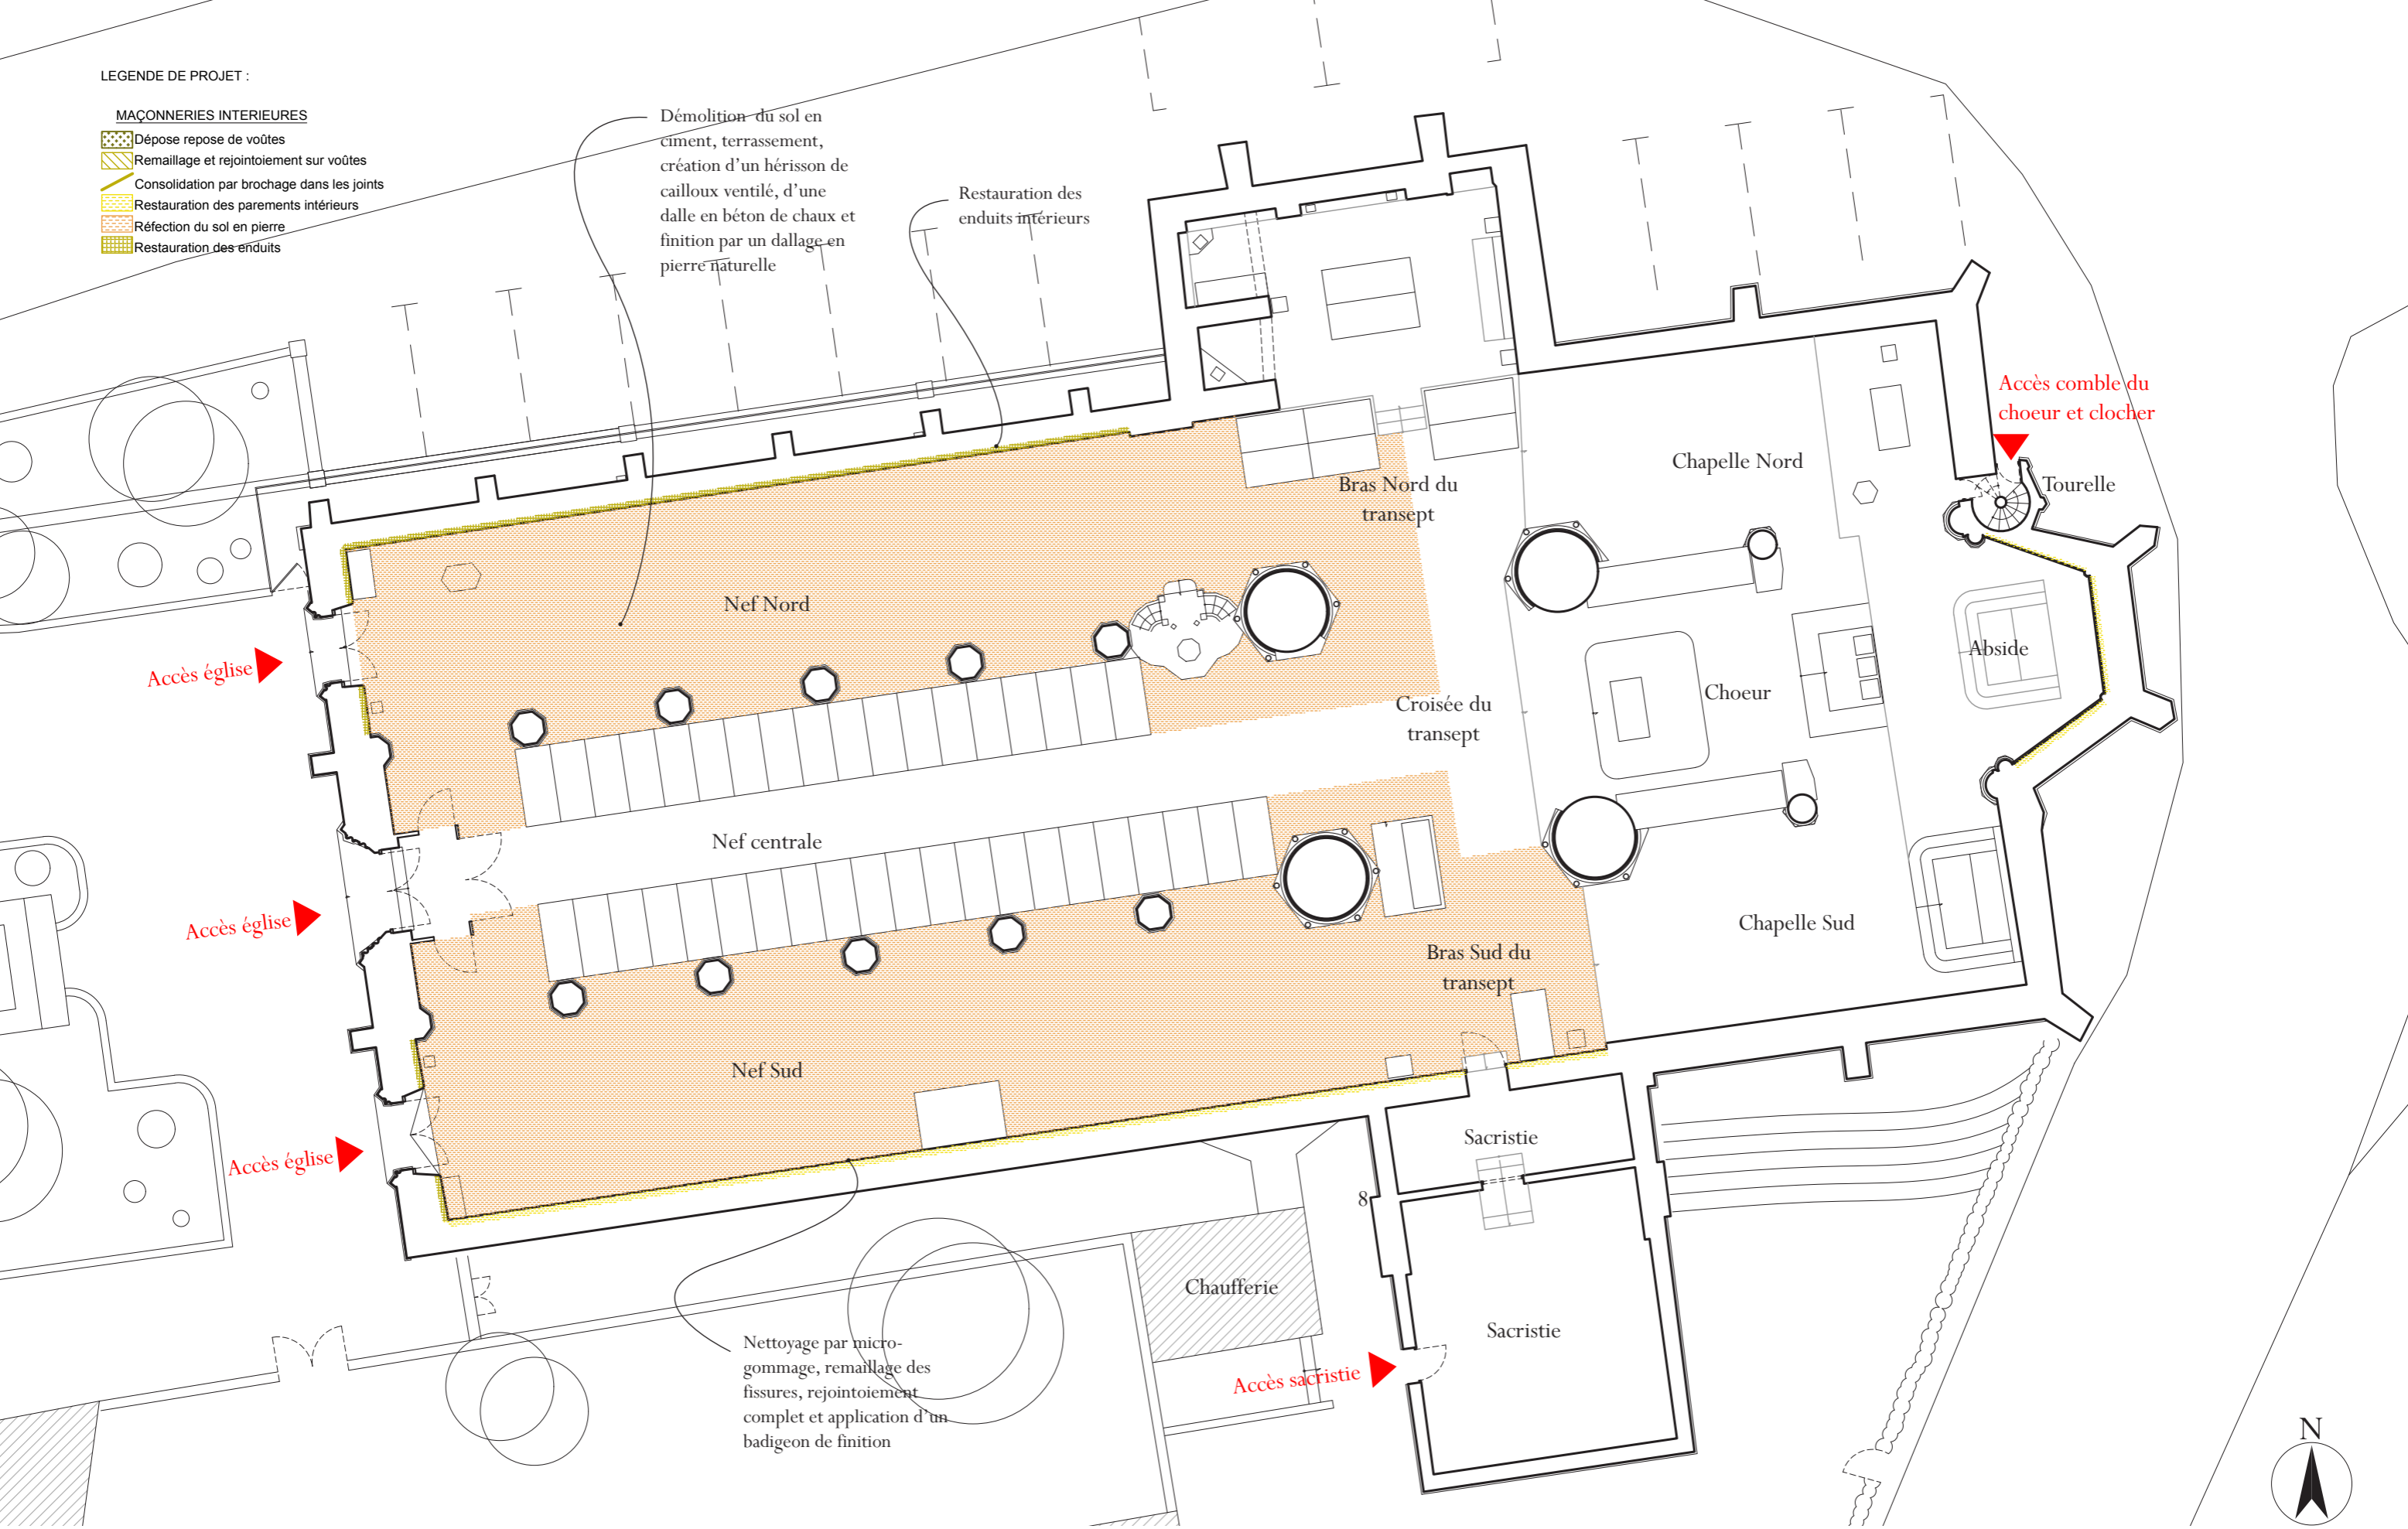 LEGENDE DE PROJET :
MAÇONNERIES INTERIEURES
Dépose repose de voûtes
Remaillage et rejointoiement sur voûtes
Consolidation par brochage dans les joints
Restauration des parements intérieurs
Réfection du sol en pierre
Restauration des enduits
Démolition du sol en
ciment, terrassement,
création d'un hérisson de
cailloux ventilé, d'une
dalle en béton de chaux et
finition par un dallage en
pierre naturelle
Restauration des
enduits intérieurs
Accès comble du
choeur et clocher
Tourelle
Chapelle Nord
Bras Nord du
transept
Nef Nord
Abside
Accès église
Choeur
Croisée du
transept
Nef centrale
Accès église
Chapelle Sud
Bras Sud du
transept
Nef Sud
Accès église
Sacristie
8
Chaufferie
Sacristie
Accès sacristie
Nettoyage par micro-
gommage, remaillage des
fissures, rejointoiement
complet et application d'un
badigeon de finition
N